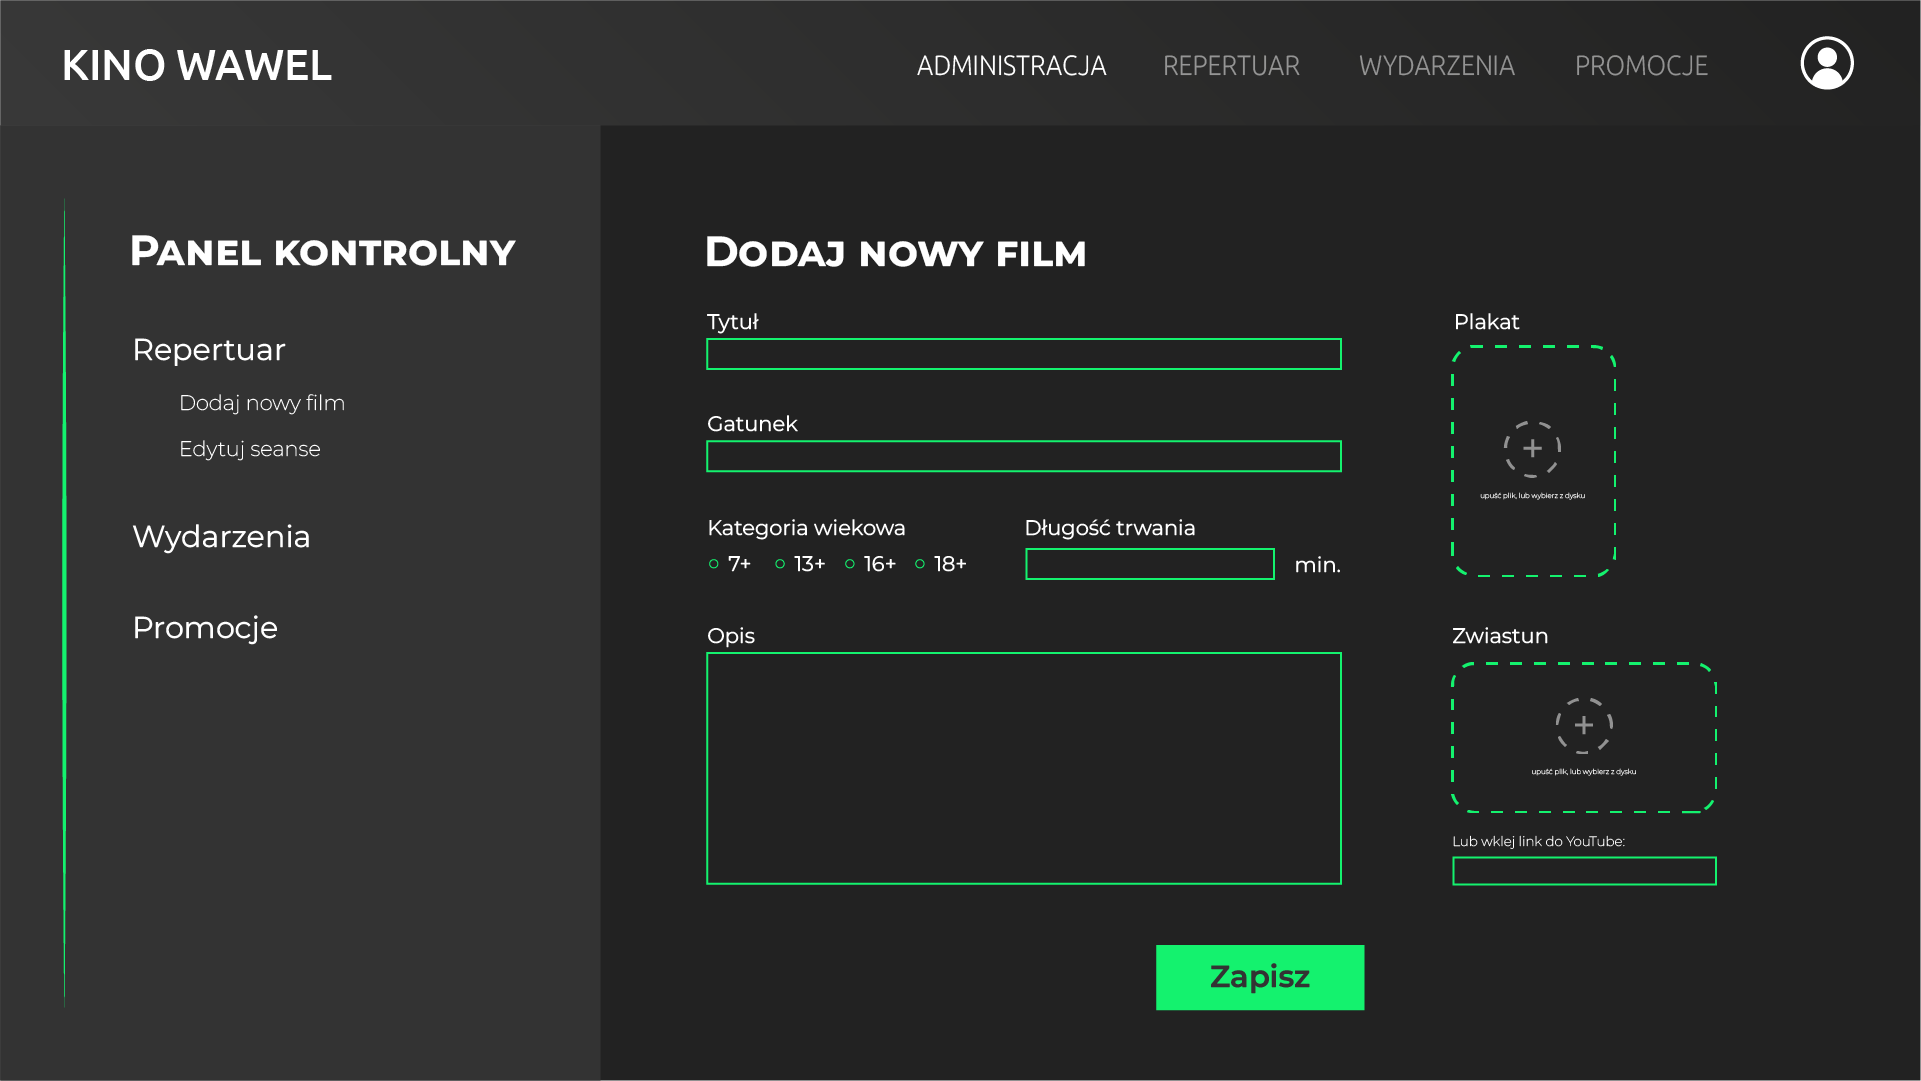 KINO WAWEL
ADMINISTRACJA
REPERTUAR
WYDARZENIA
PROMOCJE
Panel kontrolny
Repertuar
Dodaj nowy film
Edytuj seanse
Wydarzenia
Promocje
Dodaj nowy film
Tytuł
Gatunek
Kategoria wiekowa
7+ 13+ 16+ 18+
Długość trwania
min.
Opis
Plakat
+
upuść plik, lub wybierz z dysku
Zwiastun
+
upuść plik, lub wybierz z dysku
Lub wklej link do YouTube:
Zapisz